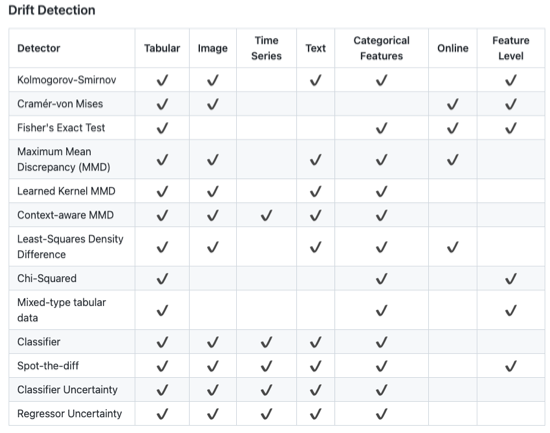 Drift Detection
Detector Tabular Image Time Series Text Categorical Features Online Feature Level
Kolmogorov-Smirnov ✓ ✓ ✓ ✓ ✓
Cramér-von Mises ✓ ✓ ✓ ✓
Fisher's Exact Test ✓ ✓ ✓ ✓
Maximum Mean Discrepancy (MMD) ✓ ✓ ✓ ✓ ✓
Learned Kernel MMD ✓ ✓ ✓ ✓
Context-aware MMD ✓ ✓ ✓ ✓ ✓
Least-Squares Density Difference ✓ ✓ ✓ ✓ ✓
Chi-Squared ✓ ✓ ✓
Mixed-type tabular data ✓ ✓ ✓
Classifier ✓ ✓ ✓ ✓ ✓
Spot-the-diff ✓ ✓ ✓ ✓ ✓ ✓
Classifier Uncertainty ✓ ✓ ✓ ✓ ✓
Regressor Uncertainty ✓ ✓ ✓ ✓ ✓